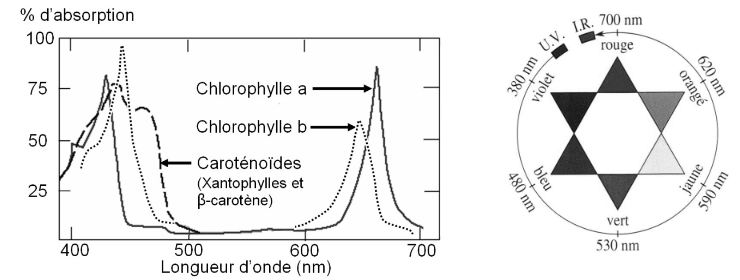 % d'absorption
100
75
50
25
Chlorophylle a
Chlorophylle b
Caroténoïdes
(Xantophylles et
β-carotène)
400
500
600
700
Longueur d'onde (nm)
700 nm
I.R.
U.V.
rouge
380 nm
violet
620 nm
orangé
bleu
480 nm
jaune
590 nm
vert
530 nm